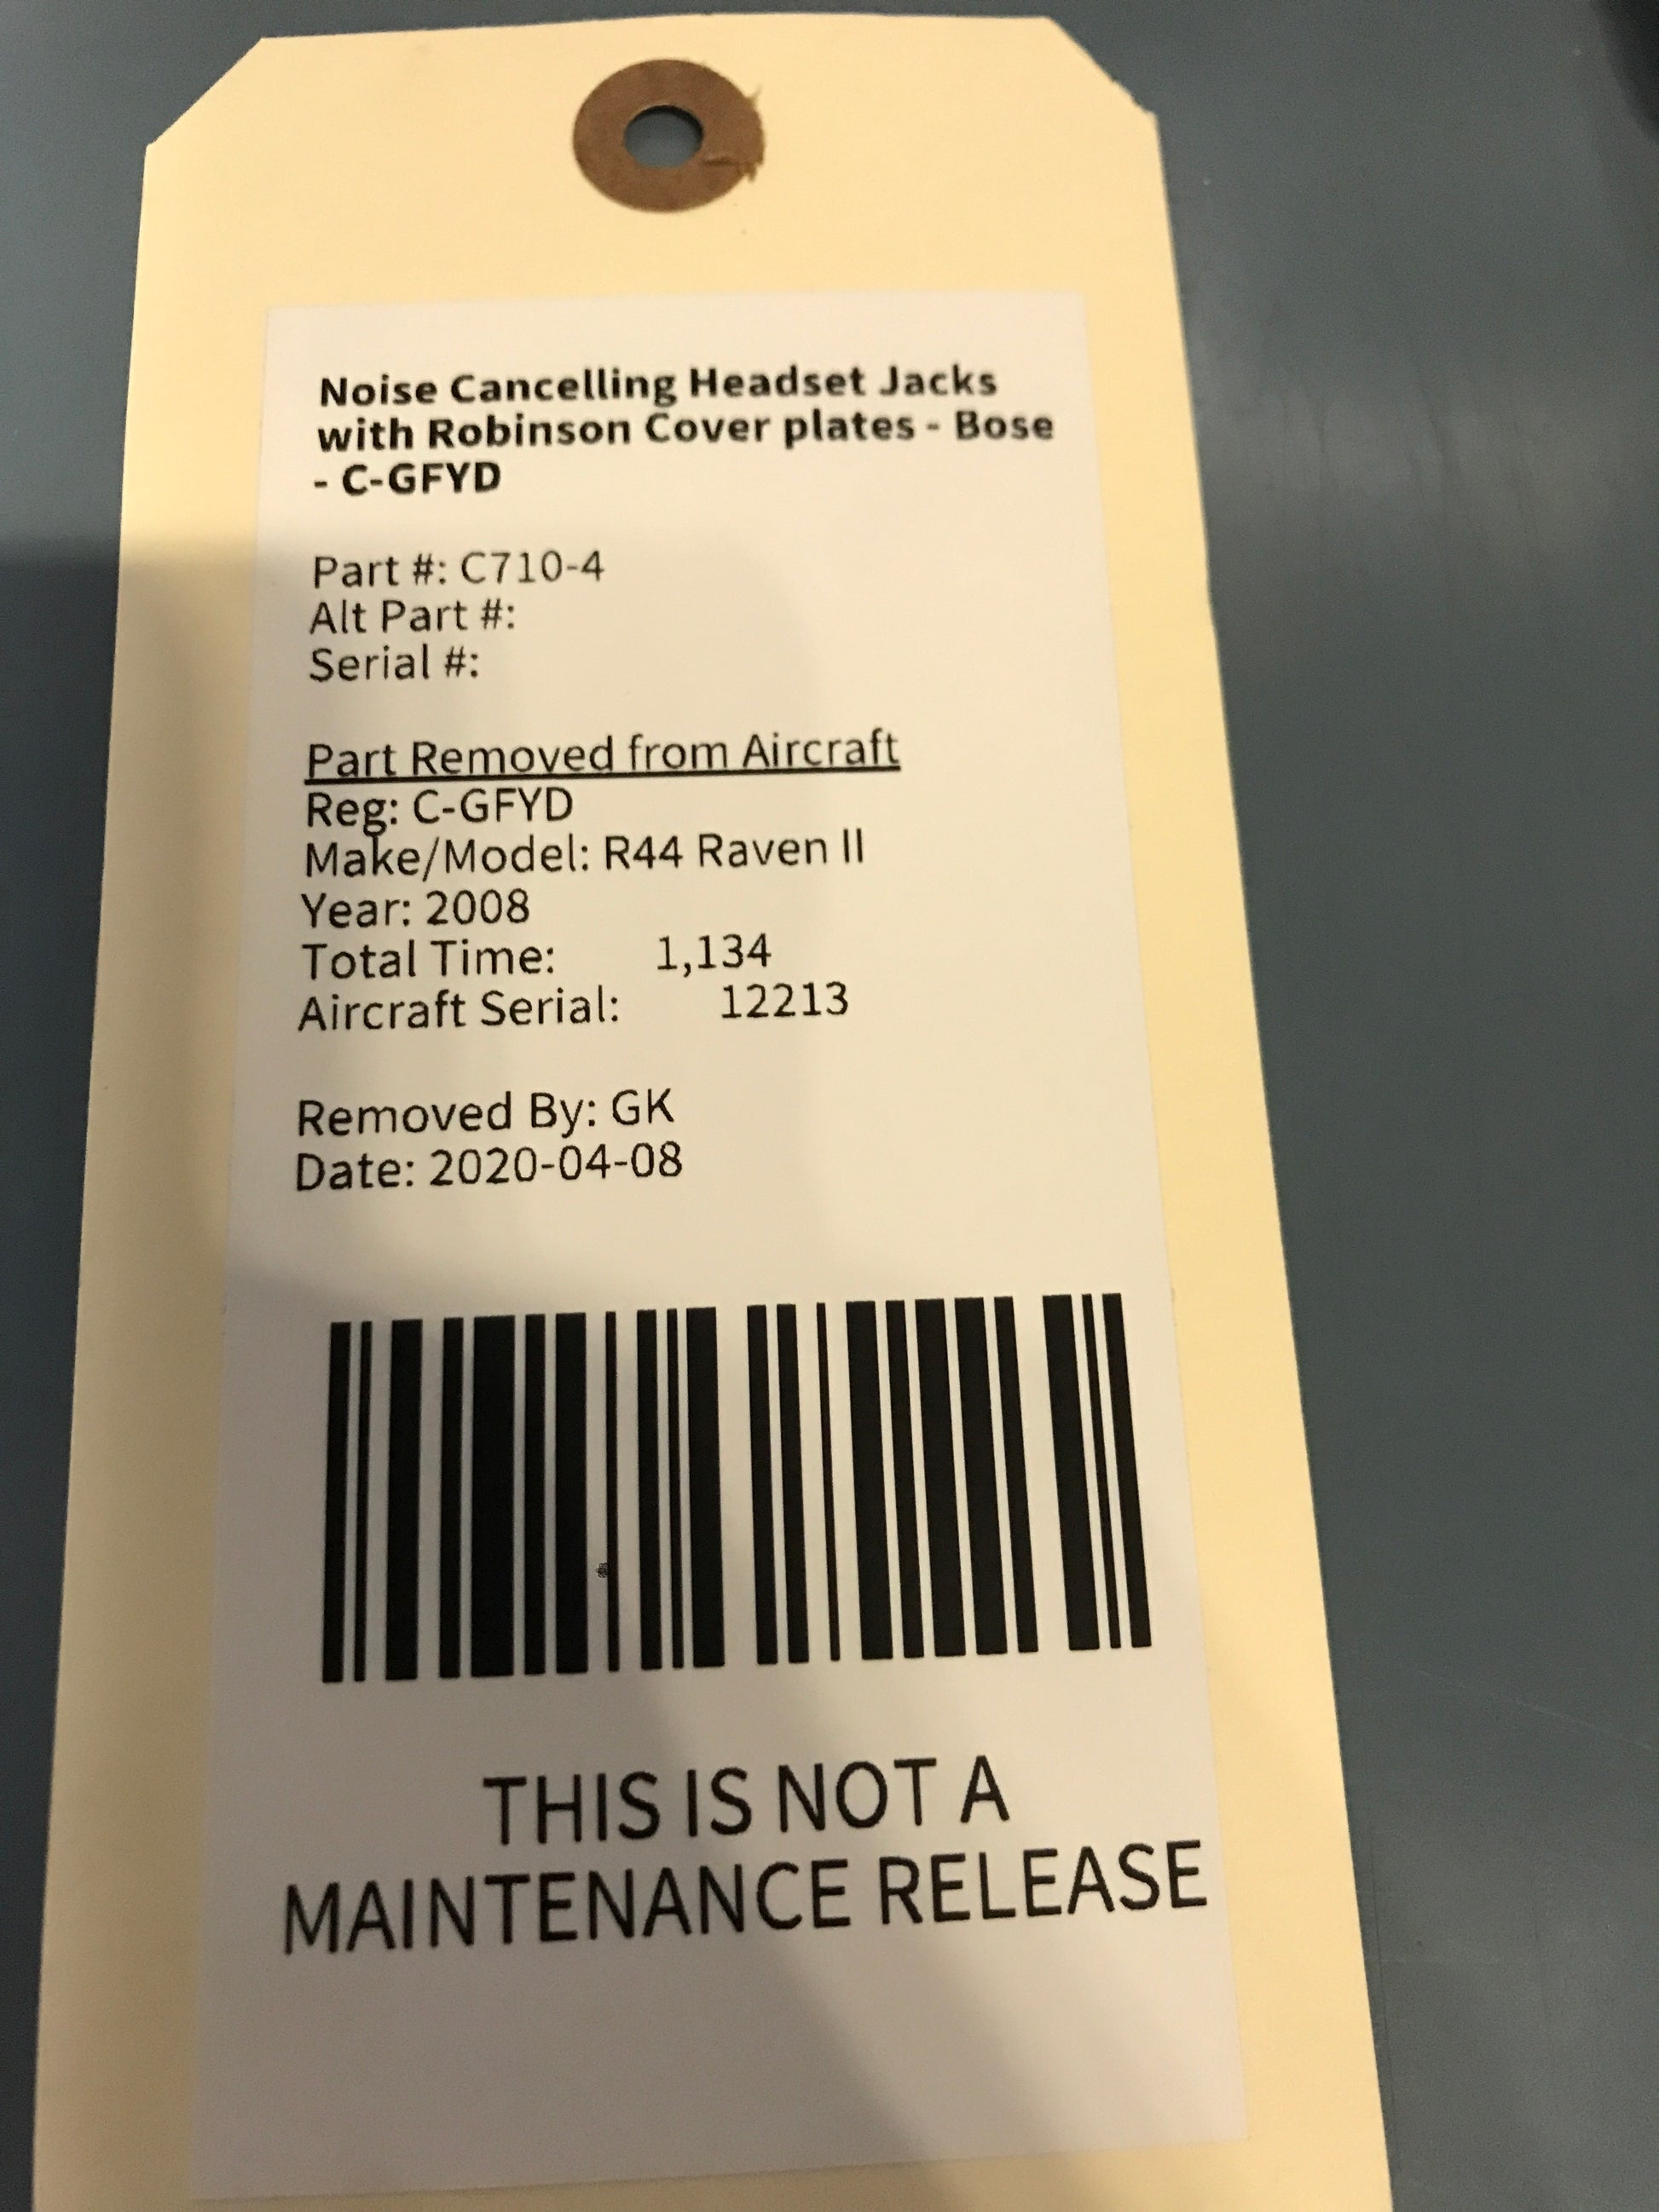 Noise Cancelling Headset Jacks
with Robinson Cover plates - Bose
- C-GFYD
Part #: C710-4
Alt Part #:
Serial #:
Part Removed from Aircraft
Reg: C-GFYD
Make/Model: R44 Raven II
Year: 2008
Total Time: 1,134
Aircraft Serial: 12213
Removed By: GK
Date: 2020-04-08
THIS IS NOT A
MAINTENANCE RELEASE